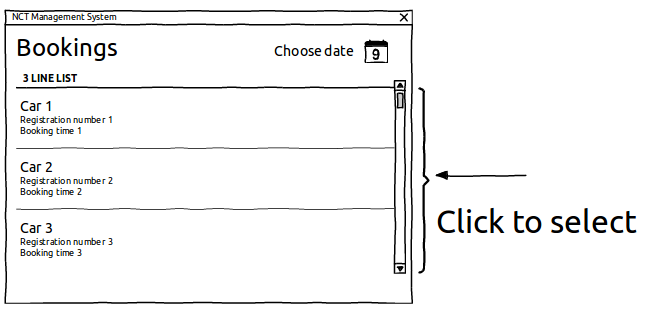 NCT Management System
Bookings
Choose date
9
3 LINE LIST
Car 1
Registration number 1
Booking time 1
Car 2
Registration number 2
Booking time 2
Car 3
Registration number 3
Booking time 3
Click to select